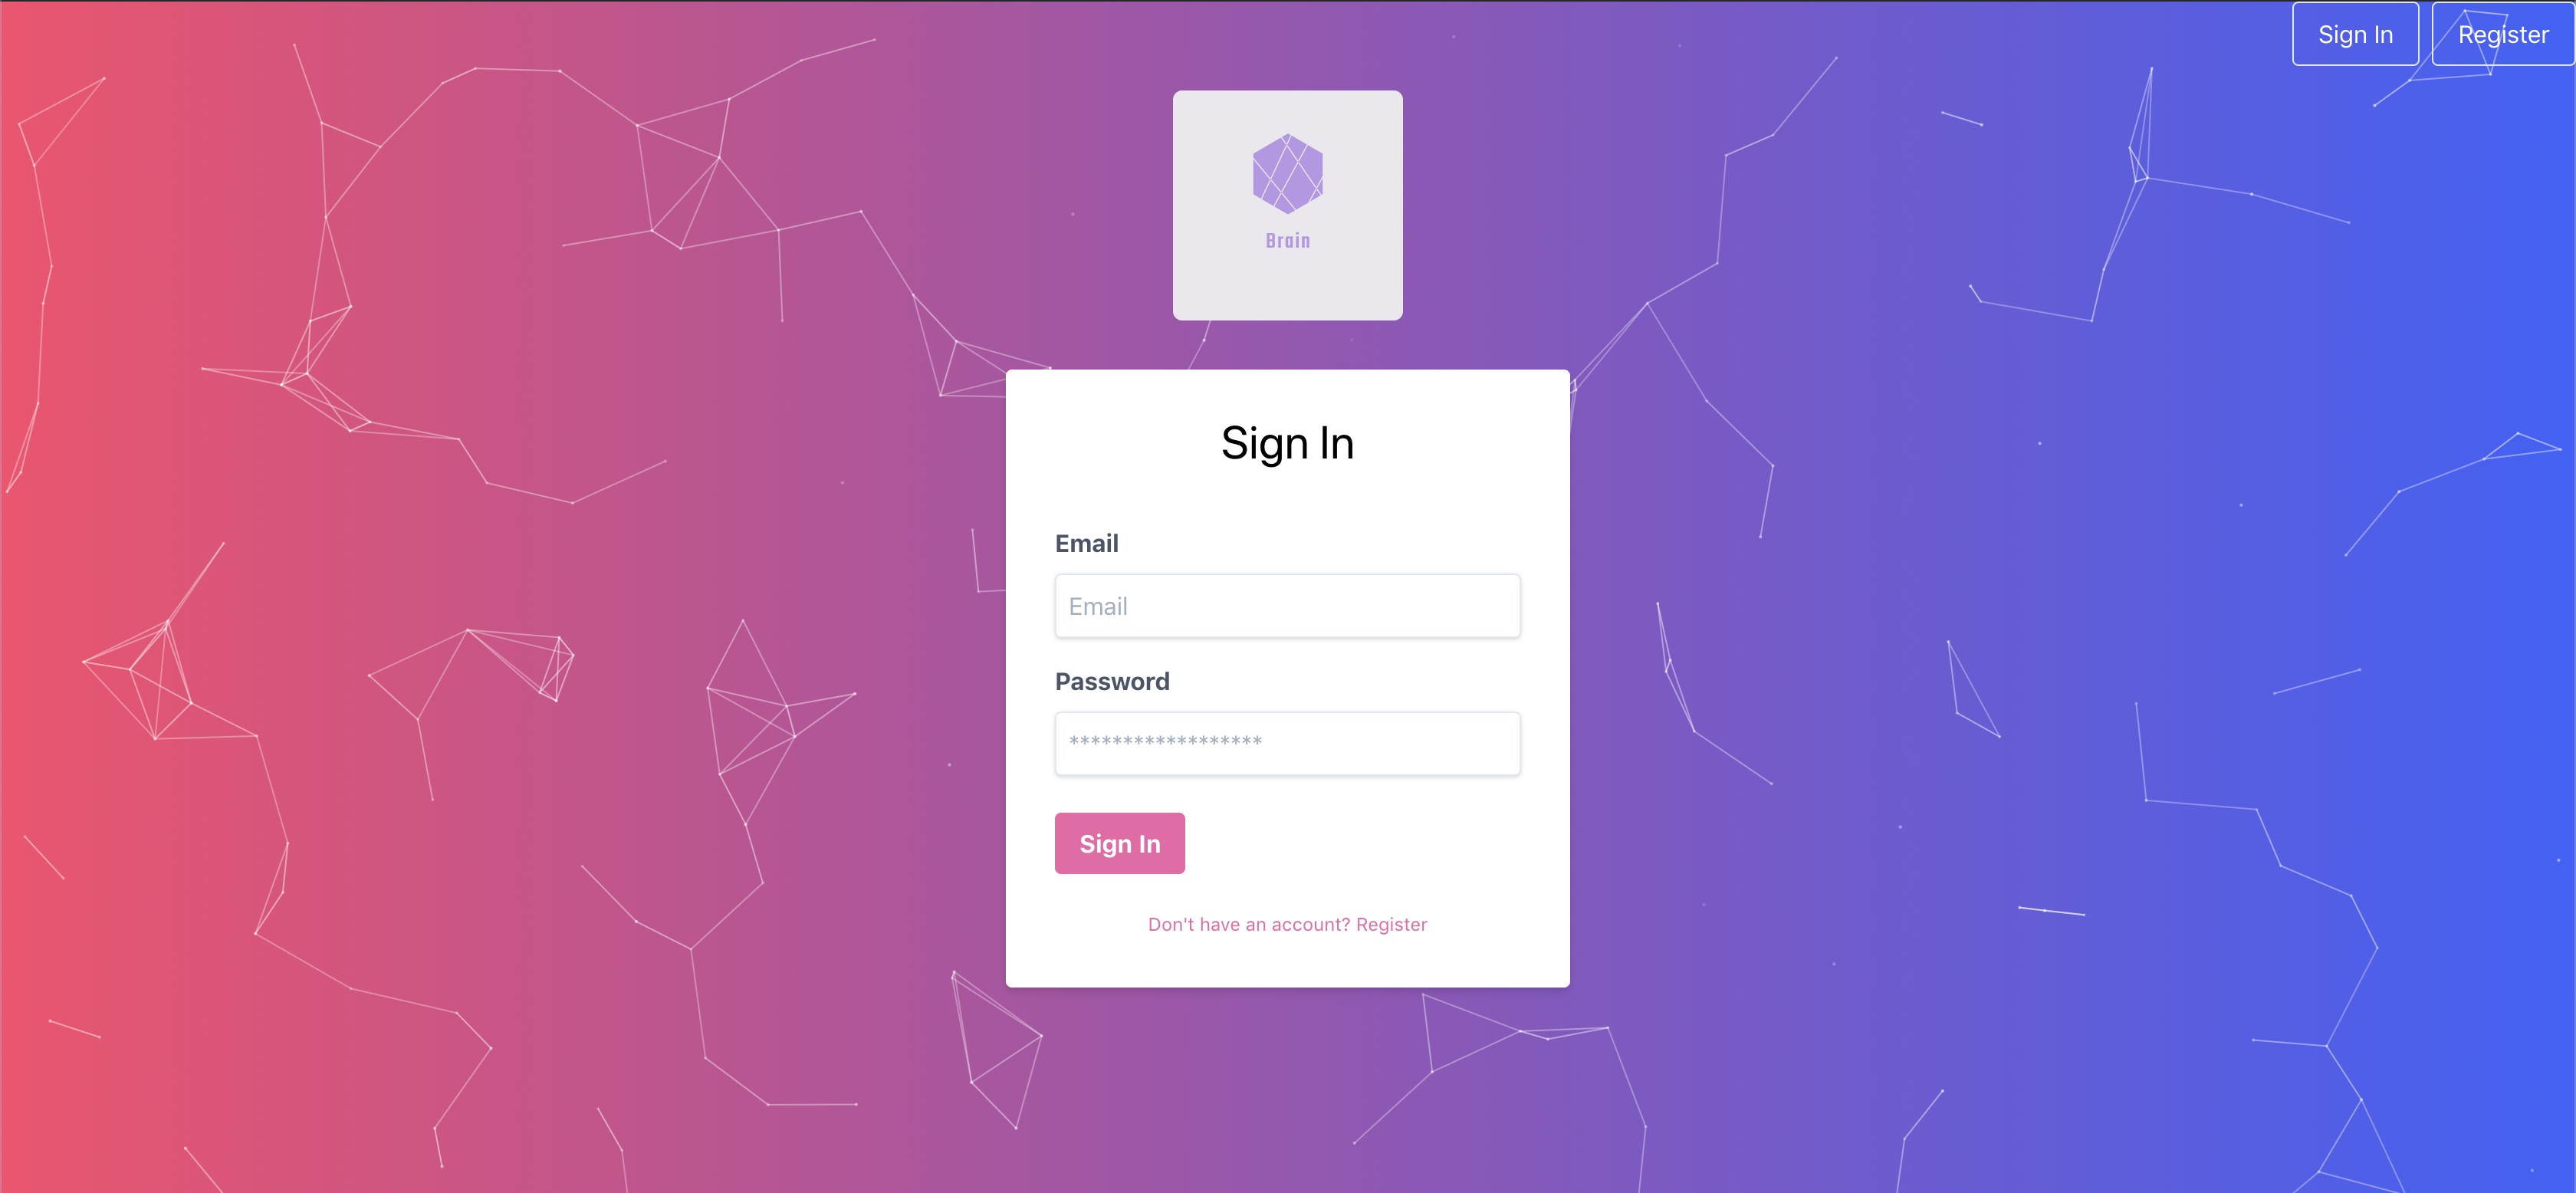 Sign In
Register
Brain
Sign In
Email
Email
Password
******************
Sign In
Don't have an account? Register